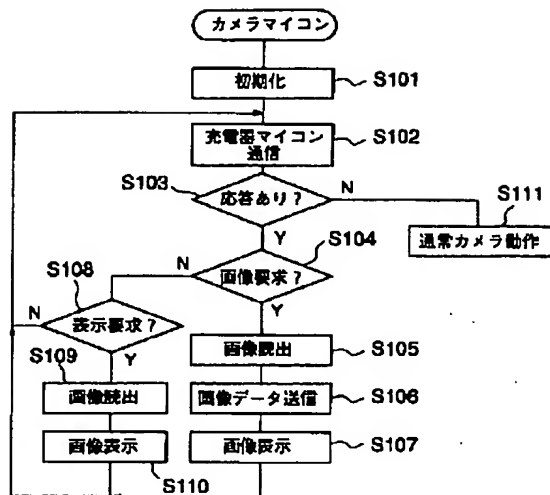 カメラマイコン
初期化
S101
充電器マイコン
通信
S102
S103
応答あり?
N
Y
S111
通常カメラ動作
S104
画像要求?
N
Y
S108
表示要求?
N
Y
画像読出
S105
S109
画像読出
画像データ送信
S106
画像表示
S107
画像表示
S110